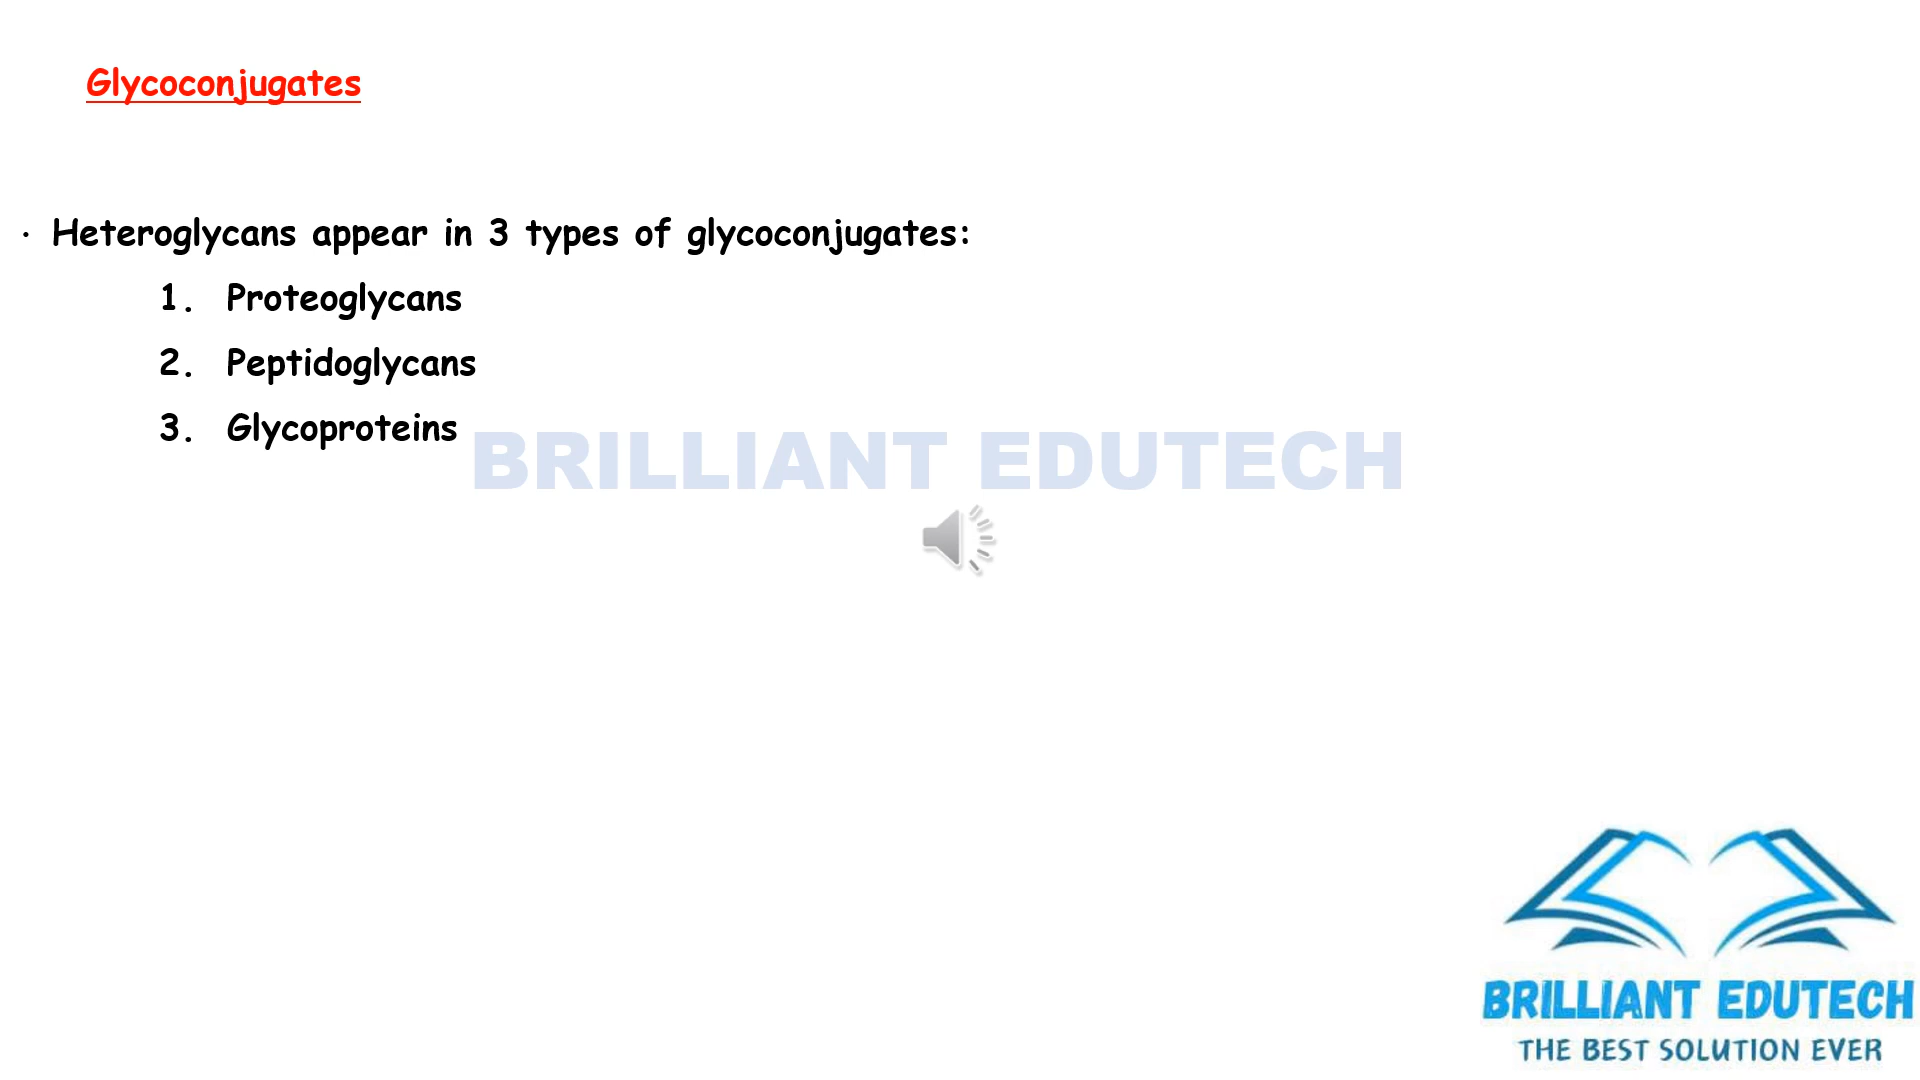 Glycoconjugates
· Heteroglycans appear in 3 types of glycoconjugates:
1. Proteoglycans
2. Peptidoglycans
3. Glycoproteins
BRILLIANT EDUTECH
BRILLIANT EDUTECH
THE BEST SOLUTION EVER